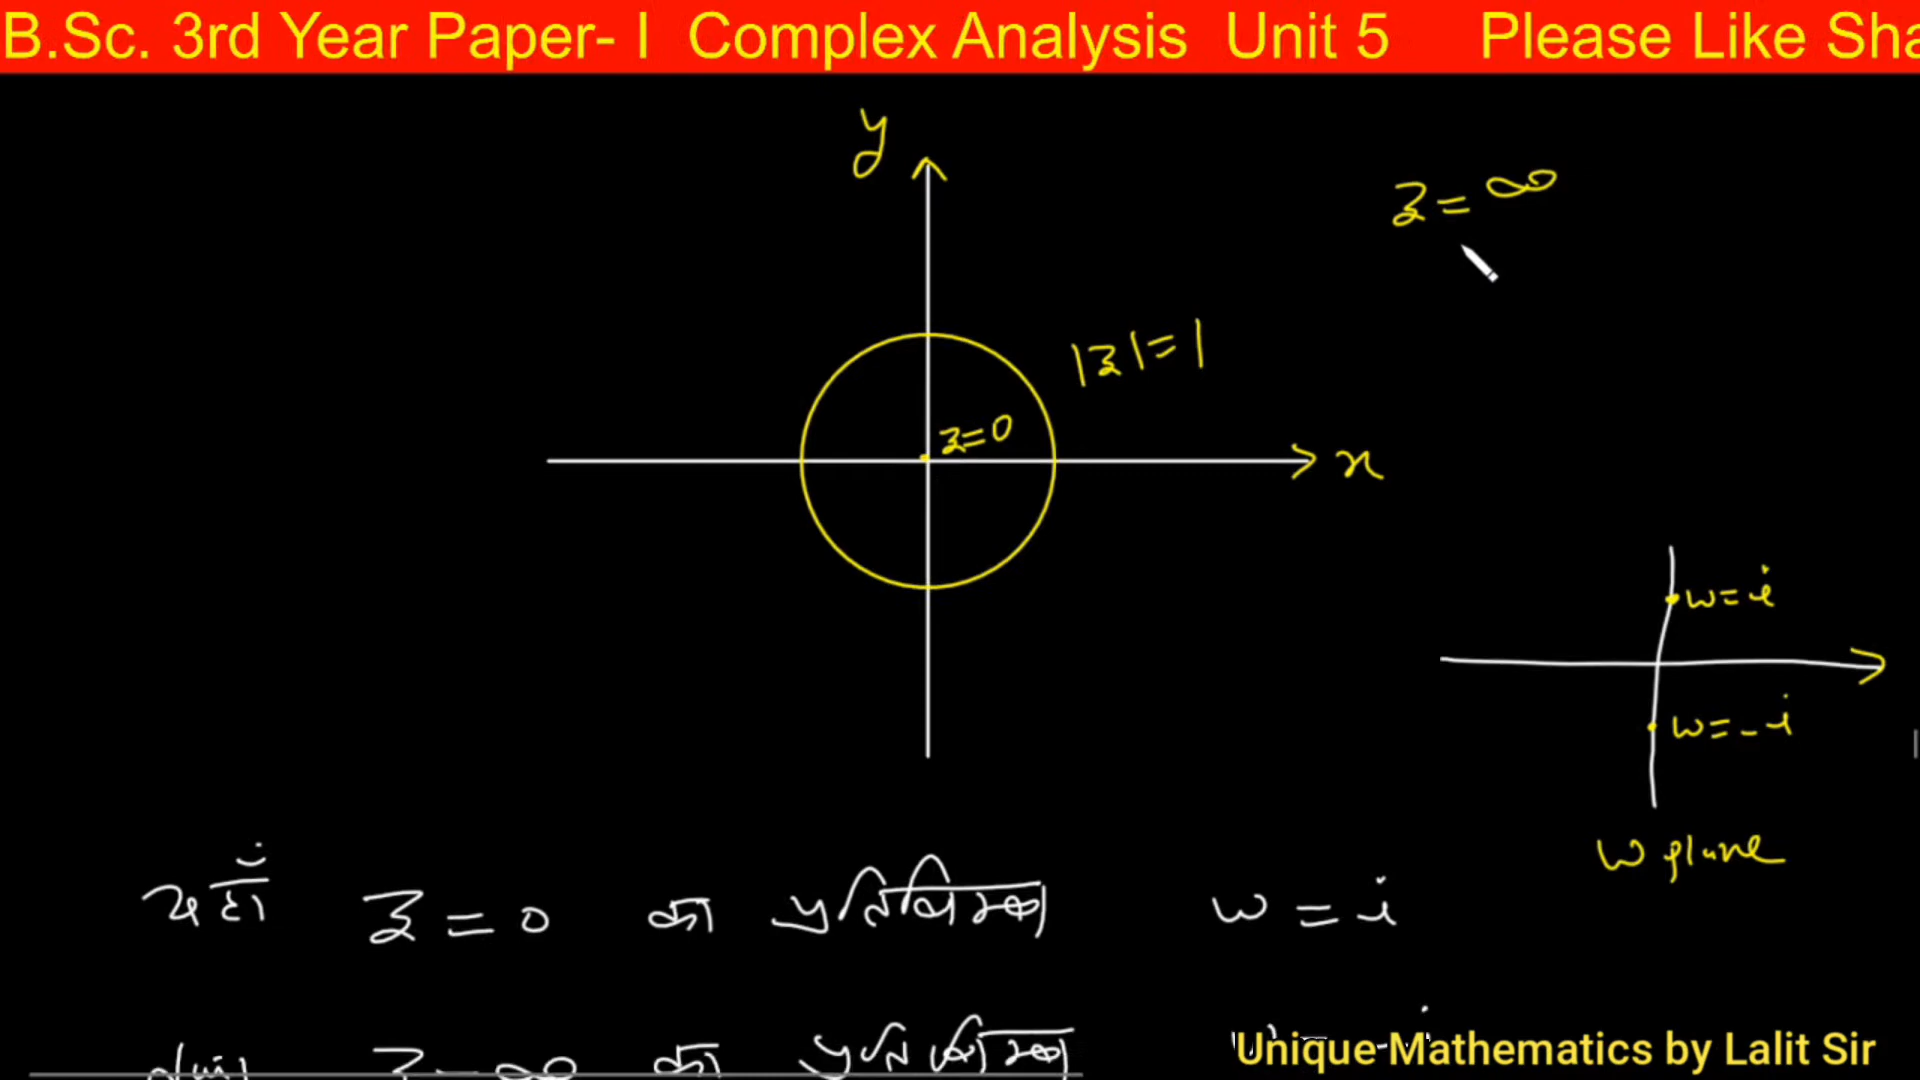 B.Sc. 3rd Year Paper- I Complex Analysis Unit 5 Please Like Sha
y
z = ∞
|z| = 1
z=0
x
w = i
w = - i
w plane
यहाँ z = 0 का प्रतिबिम्ब w = i
z = ∞ का प्रतिबिम्ब
Unique Mathematics by Lalit Sir